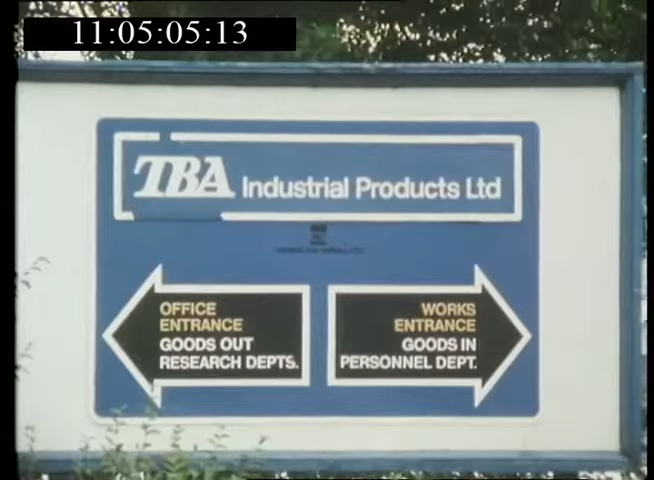 11:05:05:13
TBA Industrial Products Ltd
OFFICE
ENTRANCE
GOODS OUT
RESEARCH DEPTS.
WORKS
ENTRANCE
GOODS IN
PERSONNEL DEPT.